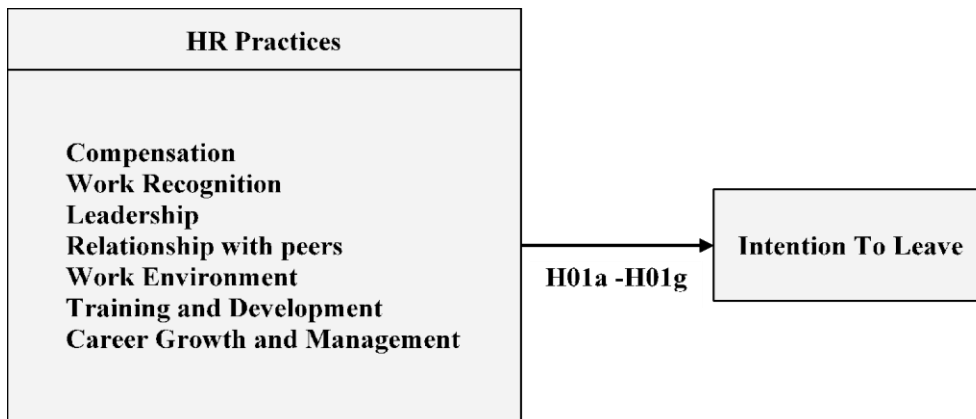 HR Practices
Compensation
Work Recognition
Leadership
Relationship with peers
Work Environment
Training and Development
Career Growth and Management
H01a -H01g
Intention To Leave